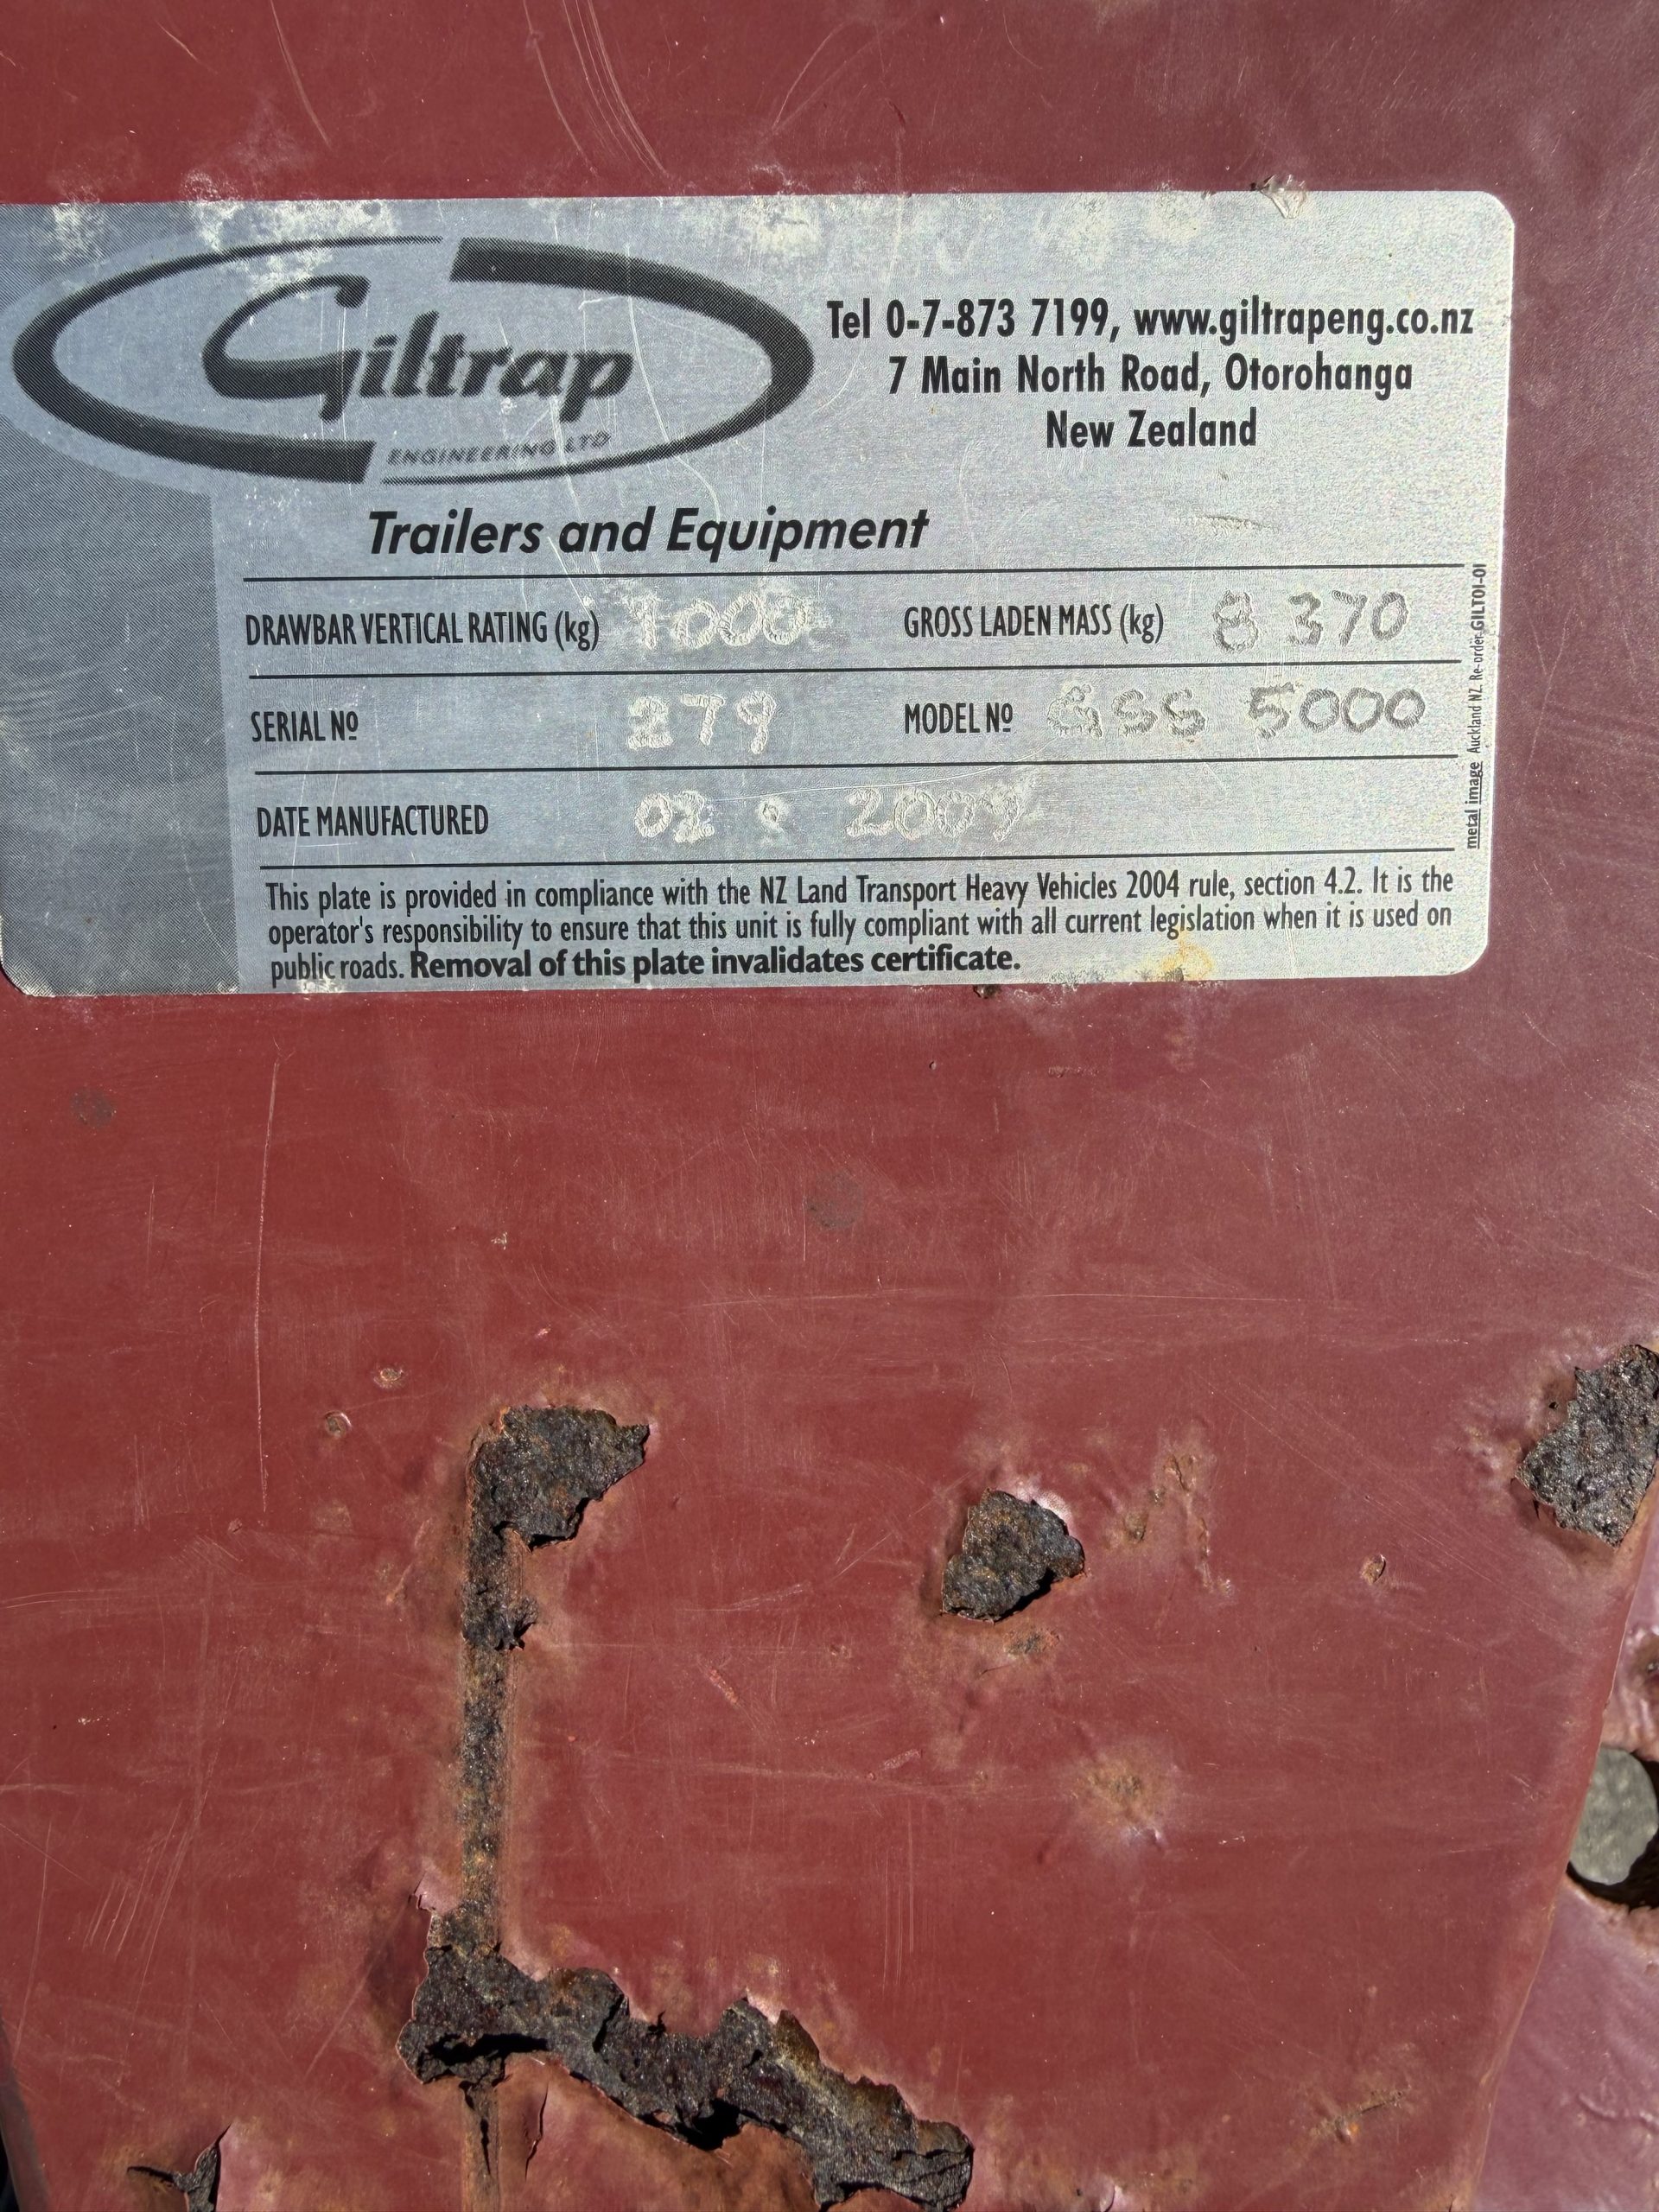 Giltrap
ENGINEERING LTD
Tel 0-7-873 7199, www.giltrapeng.co.nz
7 Main North Road, Otorohanga
New Zealand
Trailers and Equipment
DRAWBAR VERTICAL RATING (kg) 1000 GROSS LADEN MASS (kg) 8370
SERIAL Nº 279 MODEL Nº GSS 5000
DATE MANUFACTURED
This plate is provided in compliance with the NZ Land Transport Heavy Vehicles 2004 rule, section 4.2. It is the
operator's responsibility to ensure that this unit is fully compliant with all current legislation when it is used on
public roads. Removal of this plate invalidates certificate.
metal image Auckland NZ. Re-order GILT01-01